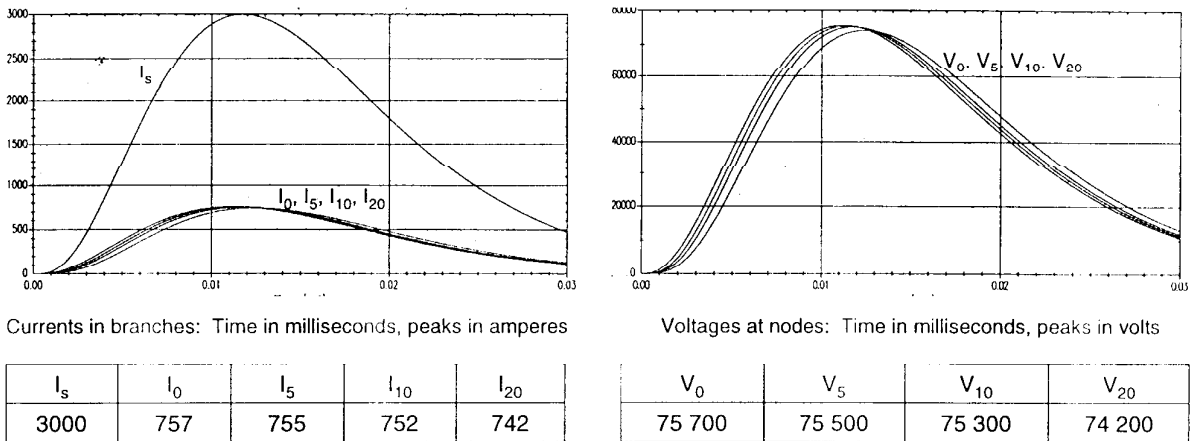 3000
2500
2000
1500
1000
500
0
0.00
0.01
0.02
0.03
I_s
I_0, I_5, I_10, I_20
80000
60000
40000
20000
0
0.00
0.01
0.02
0.03
V_0. V_5, V_10. V_20
Currents in branches: Time in milliseconds, peaks in amperes
Voltages at nodes: Time in milliseconds, peaks in volts
I_s I_0 I_5 I_10 I_20
3000 757 755 752 742
V_0 V_5 V_10 V_20
75 700 75 500 75 300 74 200